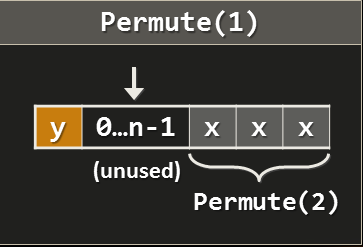 Permute(1)
y 0…n-1 x x x
(unused)
Permute(2)